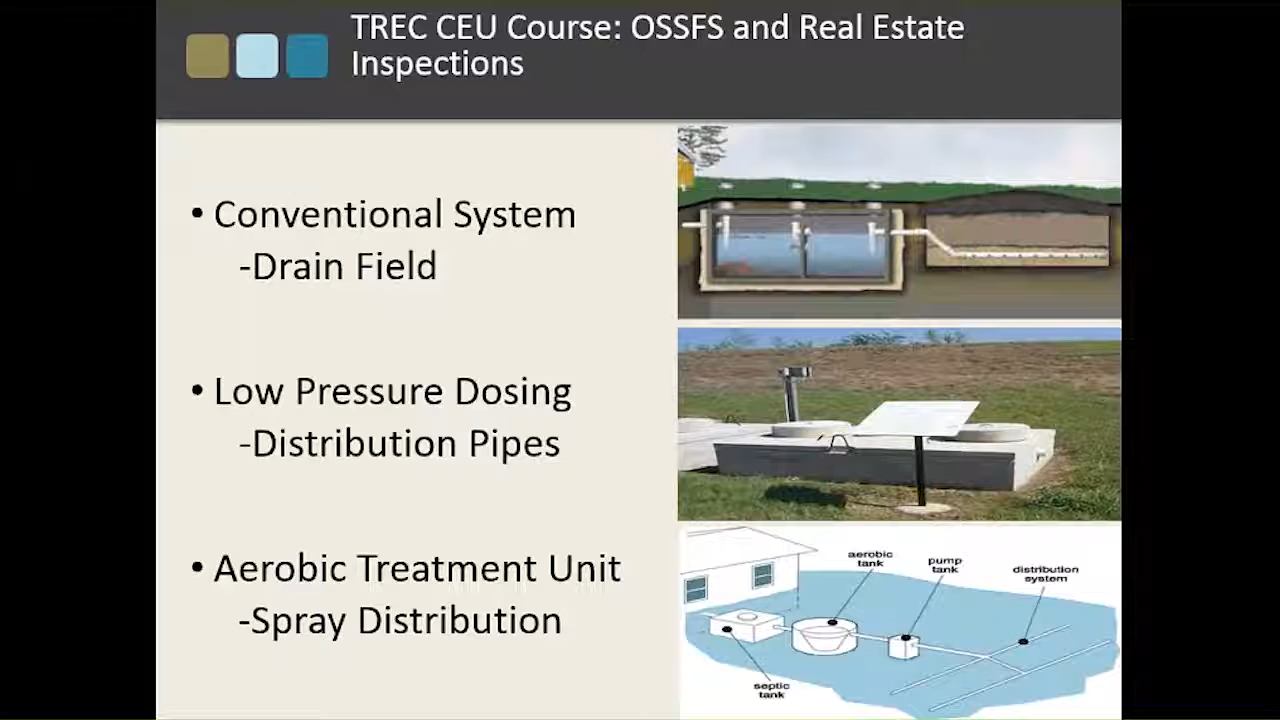 TREC CEU Course: OSSFS and Real Estate
Inspections
• Conventional System
-Drain Field
• Low Pressure Dosing
-Distribution Pipes
• Aerobic Treatment Unit
-Spray Distribution
aerobic
tank
pump
tank
distribution
system
septic
tank